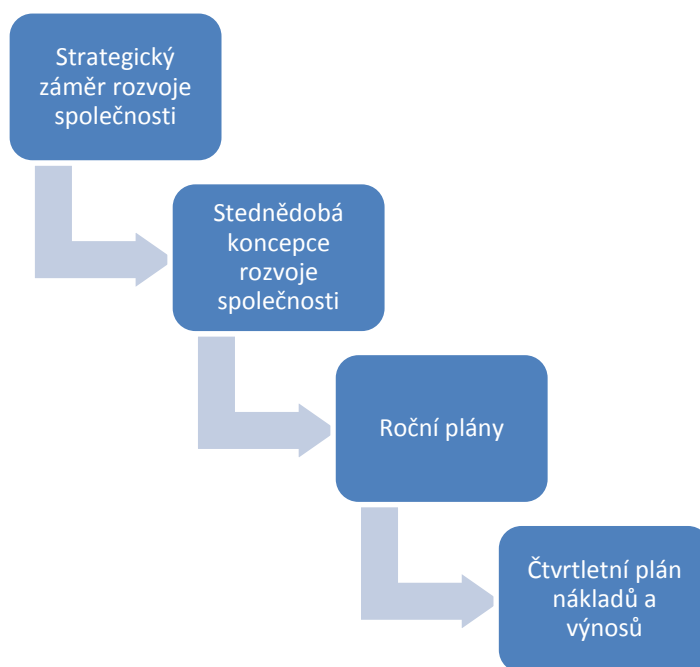 Strategický
záměr rozvoje
společnosti
Stednědobá
koncepce
rozvoje
společnosti
Roční plány
Čtvrtletní plán
nákladů a
výnosů